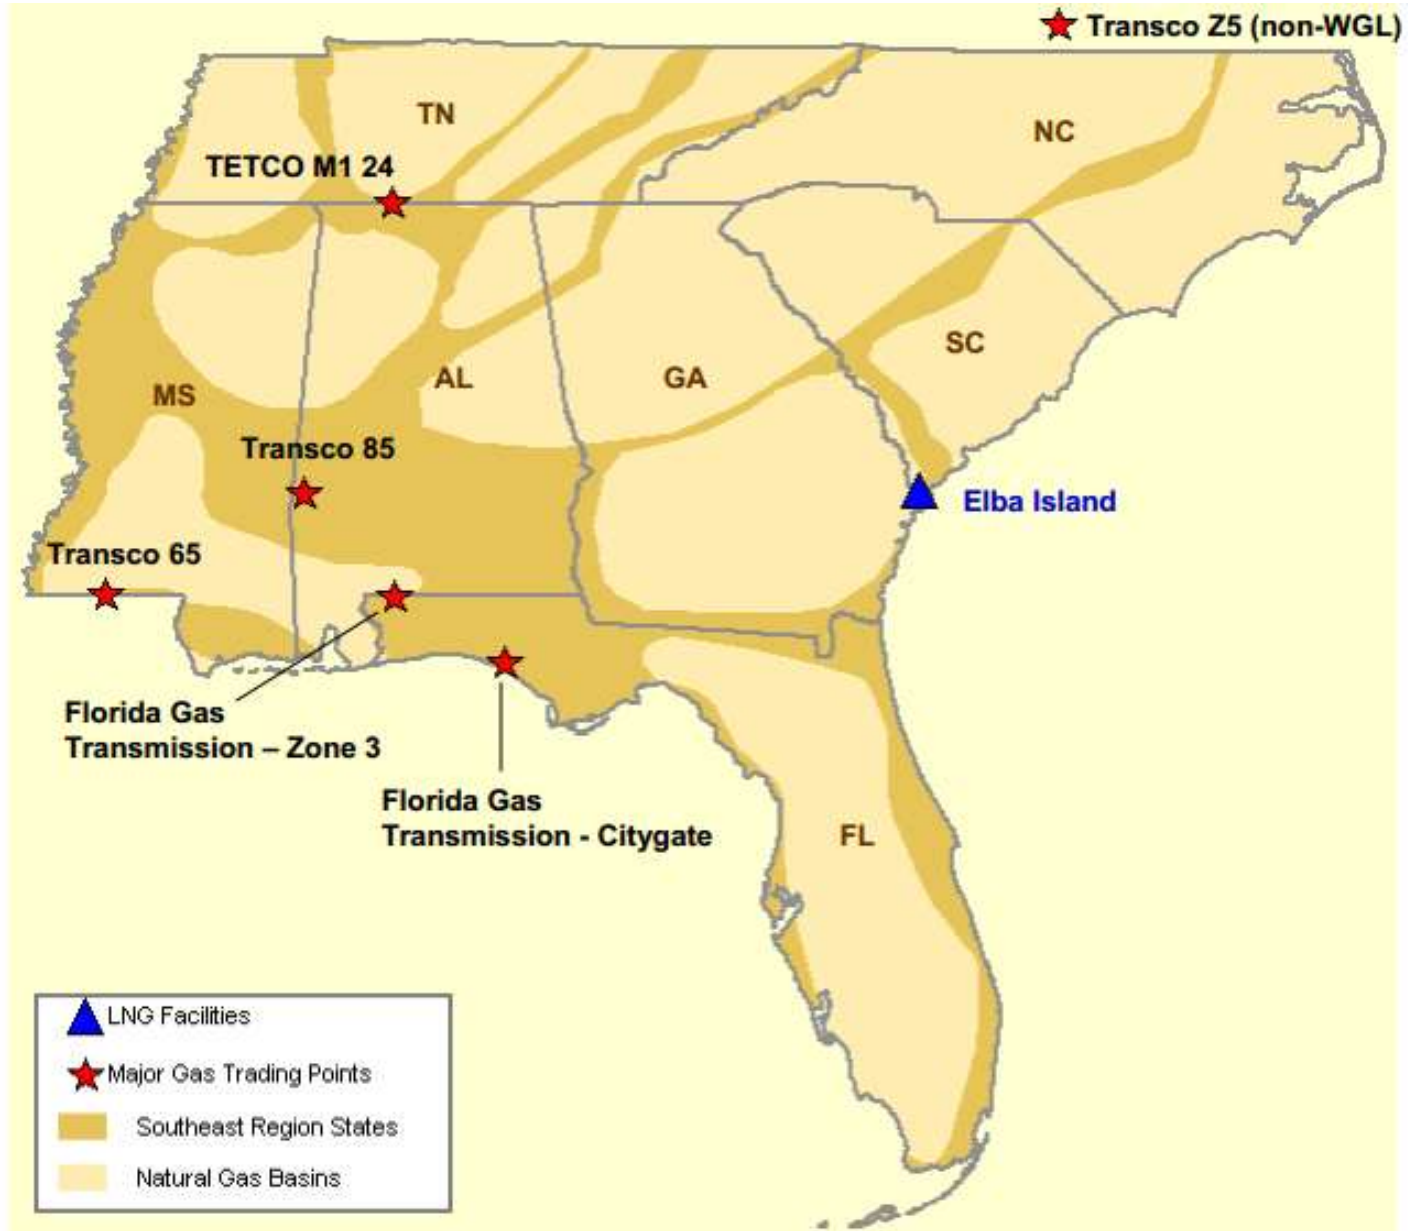 Transco Z5 (non-WGL)
TN
NC
TETCO M1 24
SC
MS
AL
GA
Transco 85
Elba Island
Transco 65
Florida Gas
Transmission – Zone 3
Florida Gas
Transmission - Citygate
FL
LNG Facilities
Major Gas Trading Points
Southeast Region States
Natural Gas Basins